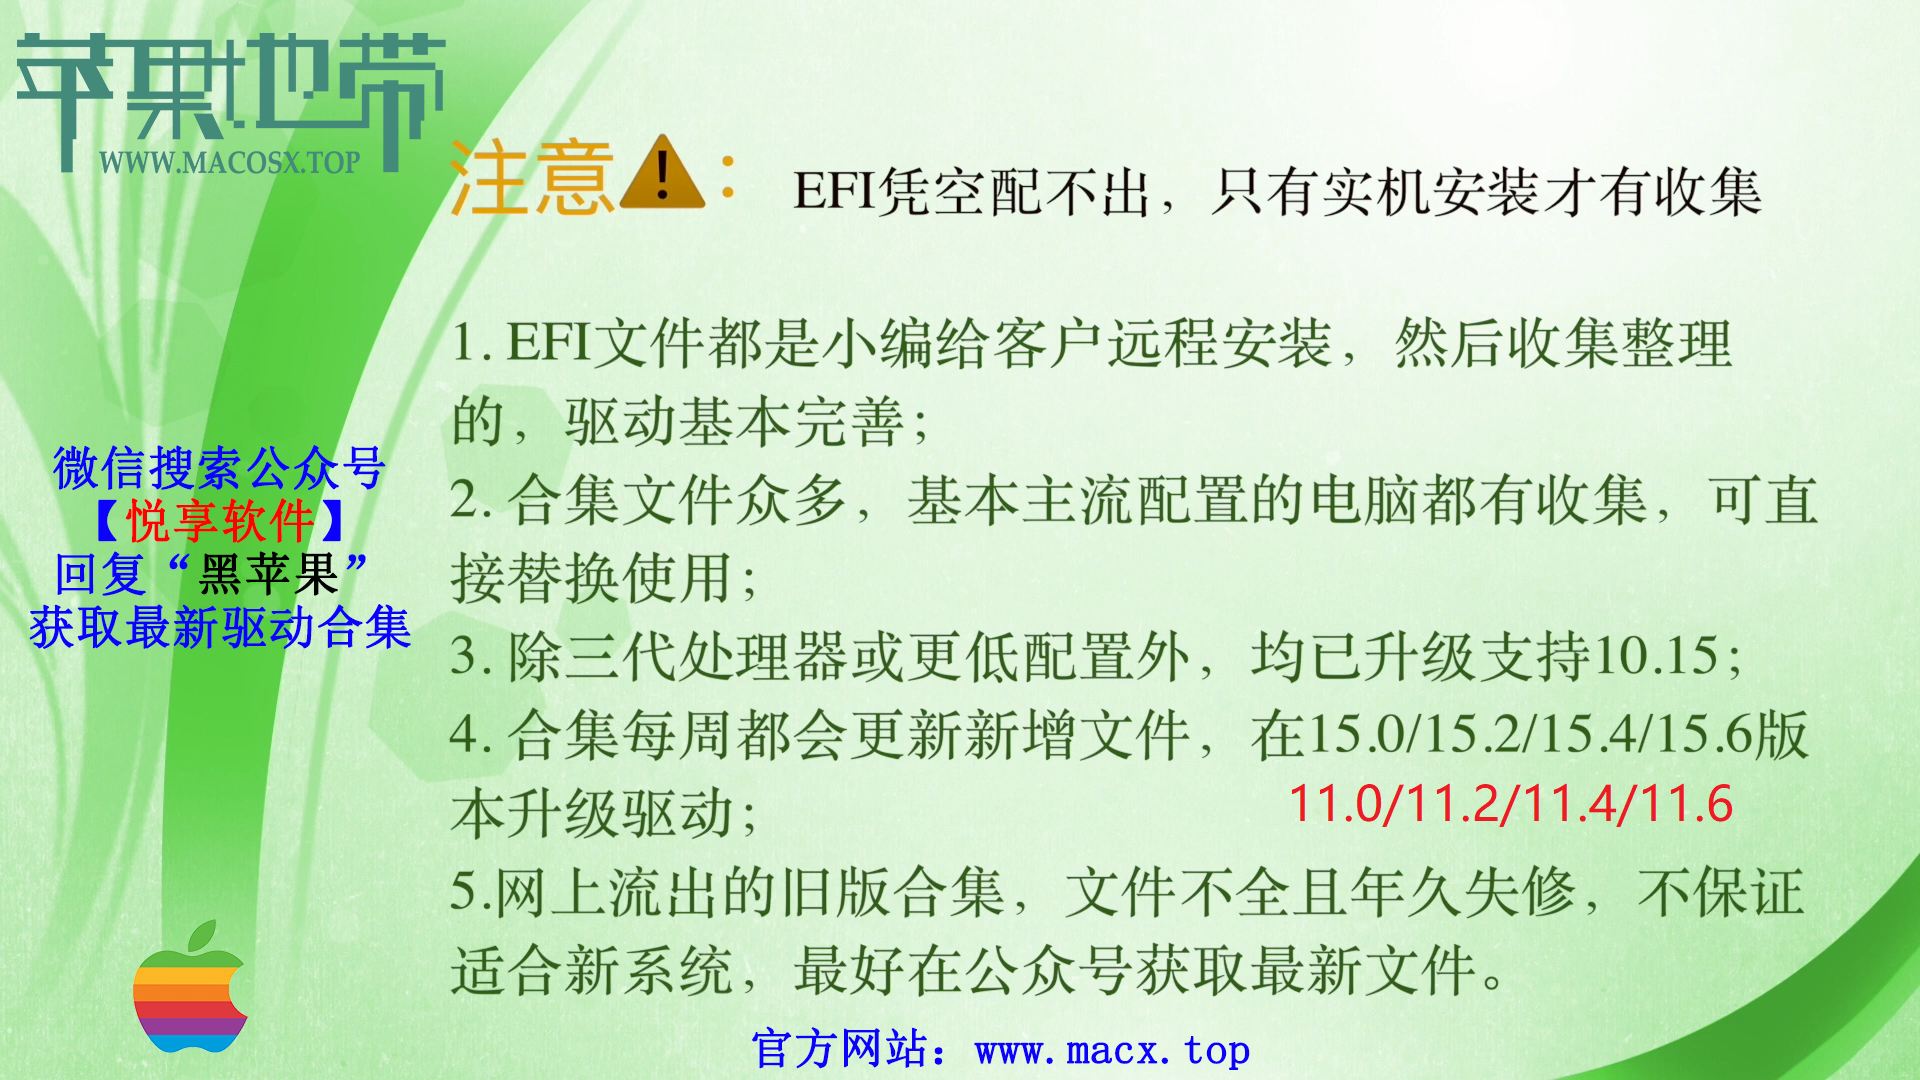 苹果地带
WWW.MACOSX.TOP
注意⚠： EFI凭空配不出，只有实机安装才有收集
1. EFI文件都是小编给客户远程安装，然后收集整理
的，驱动基本完善；
2. 合集文件众多，基本主流配置的电脑都有收集，可直
接替换使用；
3. 除三代处理器或更低配置外，均已升级支持10.15；
4. 合集每周都会更新新增文件，在15.0/15.2/15.4/15.6版
11.0/11.2/11.4/11.6
本升级驱动；
5.网上流出的旧版合集，文件不全且年久失修，不保证
适合新系统，最好在公众号获取最新文件。
微信搜索公众号
【悦享软件】
回复“黑苹果”
获取最新驱动合集
官方网站：www.macx.top